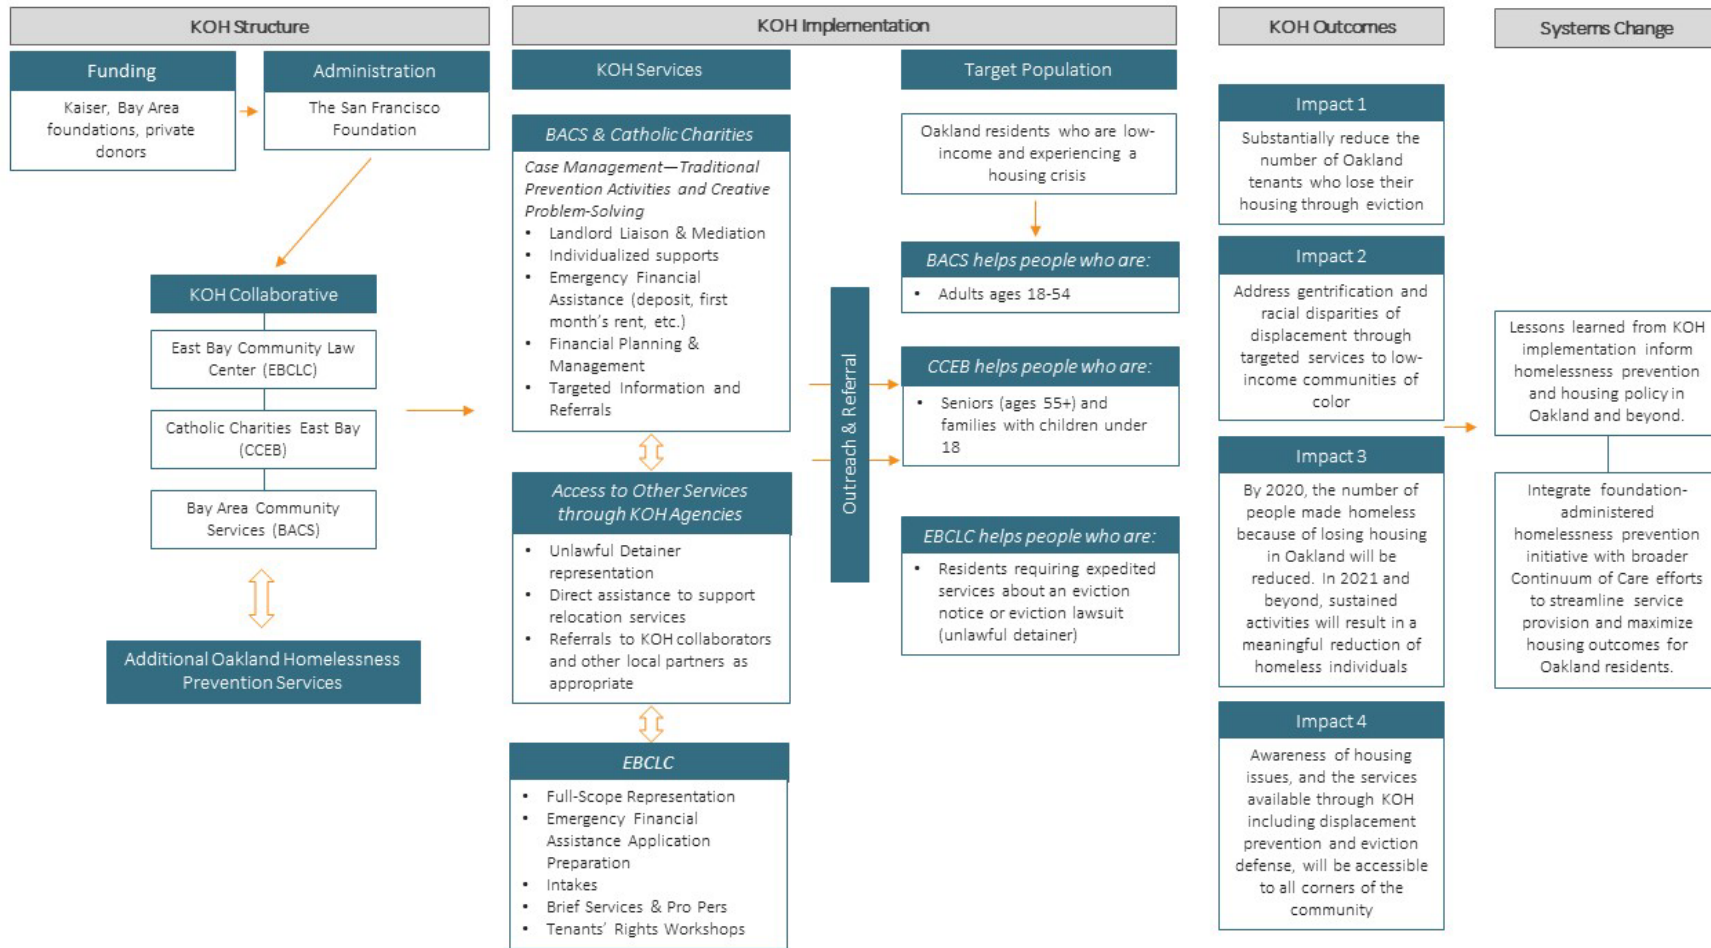 KOH Structure
Funding
Kaiser, Bay Area
foundations, private
donors
Administration
The San Francisco
Foundation
KOH Collaborative
East Bay Community Law
Center (EBCLC)
Catholic Charities East Bay
(CCEB)
Bay Area Community
Services (BACS)
Additional Oakland Homelessness
Prevention Services
KOH Implementation
KOH Services
BACS & Catholic Charities
Case Management—Traditional
Prevention Activities and Creative
Problem-Solving
• Landlord Liaison & Mediation
• Individualized supports
• Emergency Financial
Assistance (deposit, first
month's rent, etc.)
• Financial Planning &
Management
• Targeted Information and
Referrals
Access to Other Services
through KOH Agencies
• Unlawful Detainer
representation
• Direct assistance to support
relocation services
• Referrals to KOH collaborators
and other local partners as
appropriate
EBCLC
• Full-Scope Representation
• Emergency Financial
Assistance Application
Preparation
• Intakes
• Brief Services & Pro Pers
• Tenants' Rights Workshops
Outreach & Referral
Target Population
Oakland residents who are low-
income and experiencing a
housing crisis
BACS helps people who are:
• Adults ages 18-54
CCEB helps people who are:
• Seniors (ages 55+) and
families with children under
18
EBCLC helps people who are:
• Residents requiring expedited
services about an eviction
notice or eviction lawsuit
(unlawful detainer)
KOH Outcomes
Impact 1
Substantially reduce the
number of Oakland
tenants who lose their
housing through eviction
Impact 2
Address gentrification and
racial disparities of
displacement through
targeted services to low-
income communities of
color
Impact 3
By 2020, the number of
people made homeless
because of losing housing
in Oakland will be
reduced. In 2021 and
beyond, sustained
activities will result in a
meaningful reduction of
homeless individuals
Impact 4
Awareness of housing
issues, and the services
available through KOH
including displacement
prevention and eviction
defense, will be accessible
to all corners of the
community
Systems Change
Lessons learned from KOH
implementation inform
homelessness prevention
and housing policy in
Oakland and beyond.
Integrate foundation-
administered
homelessness prevention
initiative with broader
Continuum of Care efforts
to streamline service
provision and maximize
housing outcomes for
Oakland residents.